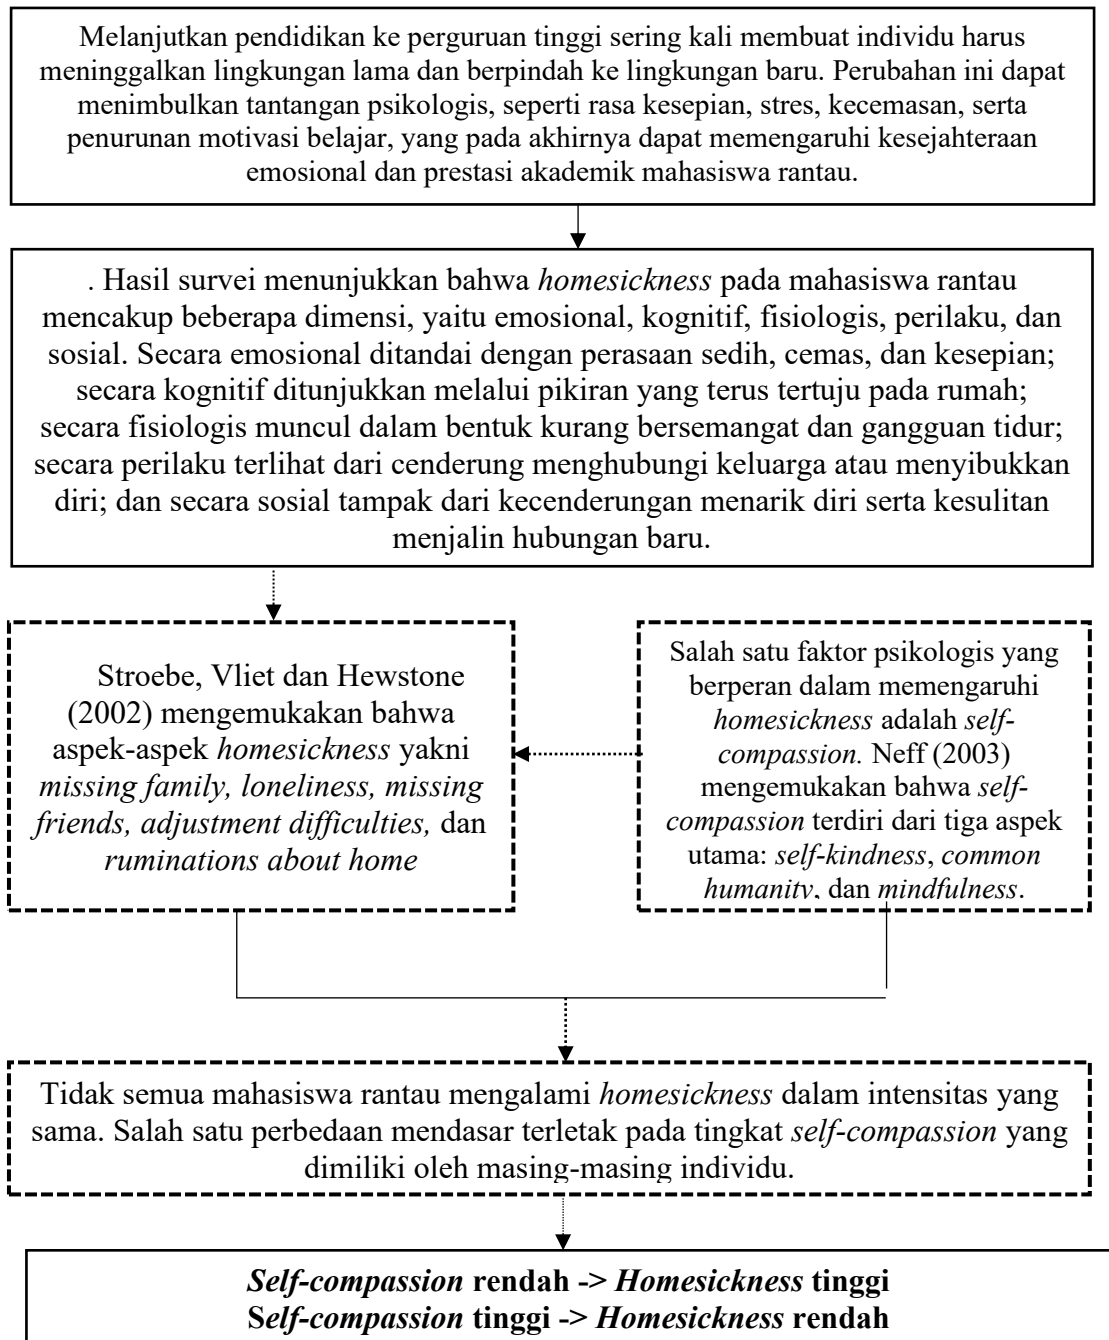 Melanjutkan pendidikan ke perguruan tinggi sering kali membuat individu harus
meninggalkan lingkungan lama dan berpindah ke lingkungan baru. Perubahan ini dapat
menimbulkan tantangan psikologis, seperti rasa kesepian, stres, kecemasan, serta
penurunan motivasi belajar, yang pada akhirnya dapat memengaruhi kesejahteraan
emosional dan prestasi akademik mahasiswa rantau.
. Hasil survei menunjukkan bahwa homesickness pada mahasiswa rantau
mencakup beberapa dimensi, yaitu emosional, kognitif, fisiologis, perilaku, dan
sosial. Secara emosional ditandai dengan perasaan sedih, cemas, dan kesepian;
secara kognitif ditunjukkan melalui pikiran yang terus tertuju pada rumah;
secara fisiologis muncul dalam bentuk kurang bersemangat dan gangguan tidur;
secara perilaku terlihat dari cenderung menghubungi keluarga atau menyibukkan
diri; dan secara sosial tampak dari kecenderungan menarik diri serta kesulitan
menjalin hubungan baru.
Stroebe, Vliet dan Hewstone
(2002) mengemukakan bahwa
aspek-aspek homesickness yakni
missing family, loneliness, missing
friends, adjustment difficulties, dan
ruminations about home
Salah satu faktor psikologis yang
berperan dalam memengaruhi
homesickness adalah self-
compassion. Neff (2003)
mengemukakan bahwa self-
compassion terdiri dari tiga aspek
utama: self-kindness, common
humanity, dan mindfulness.
Tidak semua mahasiswa rantau mengalami homesickness dalam intensitas yang
sama. Salah satu perbedaan mendasar terletak pada tingkat self-compassion yang
dimiliki oleh masing-masing individu.
Self-compassion rendah -> Homesickness tinggi
Self-compassion tinggi -> Homesickness rendah